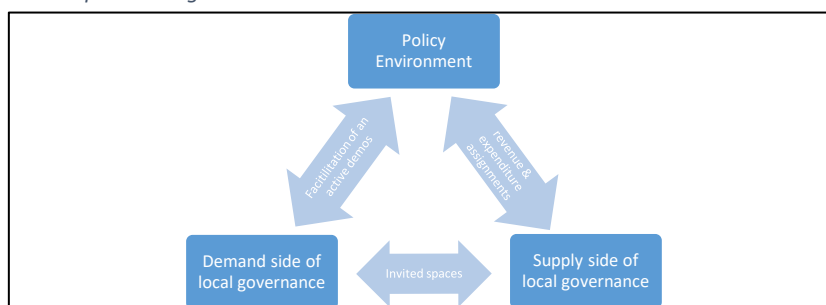 Policy
Environment
Facitilitation of an
active demos
revenue &
expenditure
assignments
Demand side of
local governance
Invited spaces
Supply side of
local governance